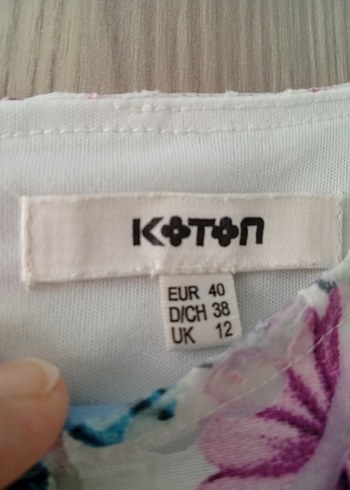 KOTON
EUR 40
D/CH 38
UK 12